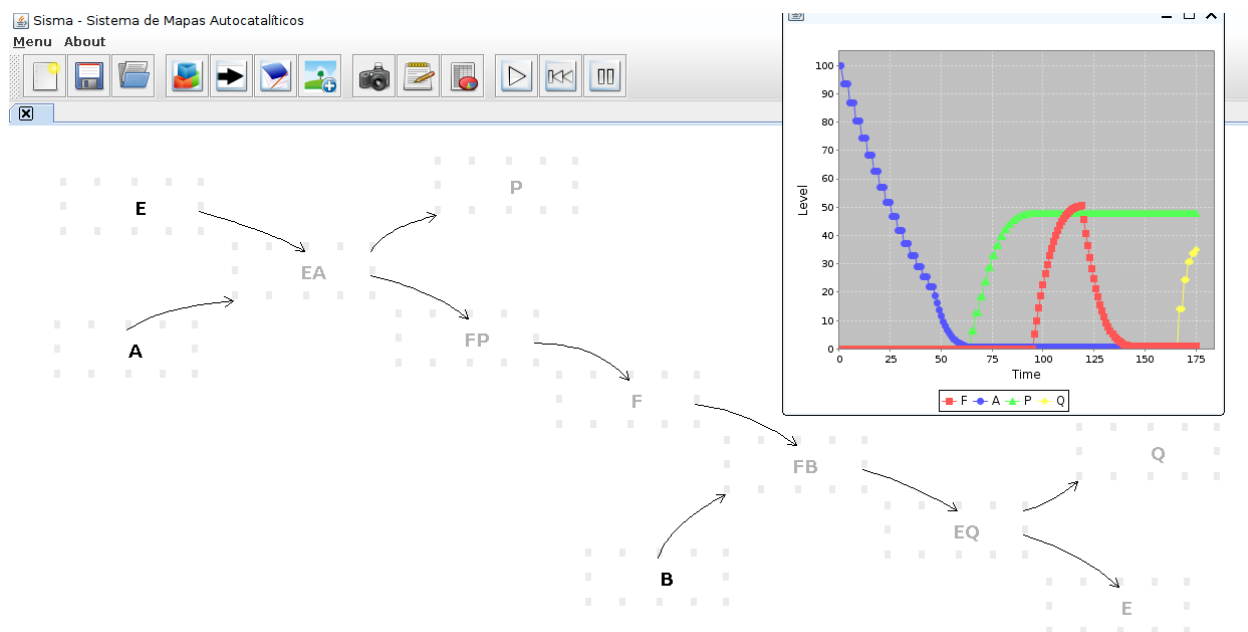 Sisma - Sistema de Mapas Autocatalíticos
Menu About
E
P
EA
A
FP
F
FB
B
EQ
Q
E
Level
100
90
80
70
60
50
40
30
20
10
0
0 25 50 75 100 125 150 175
Time
F A P Q